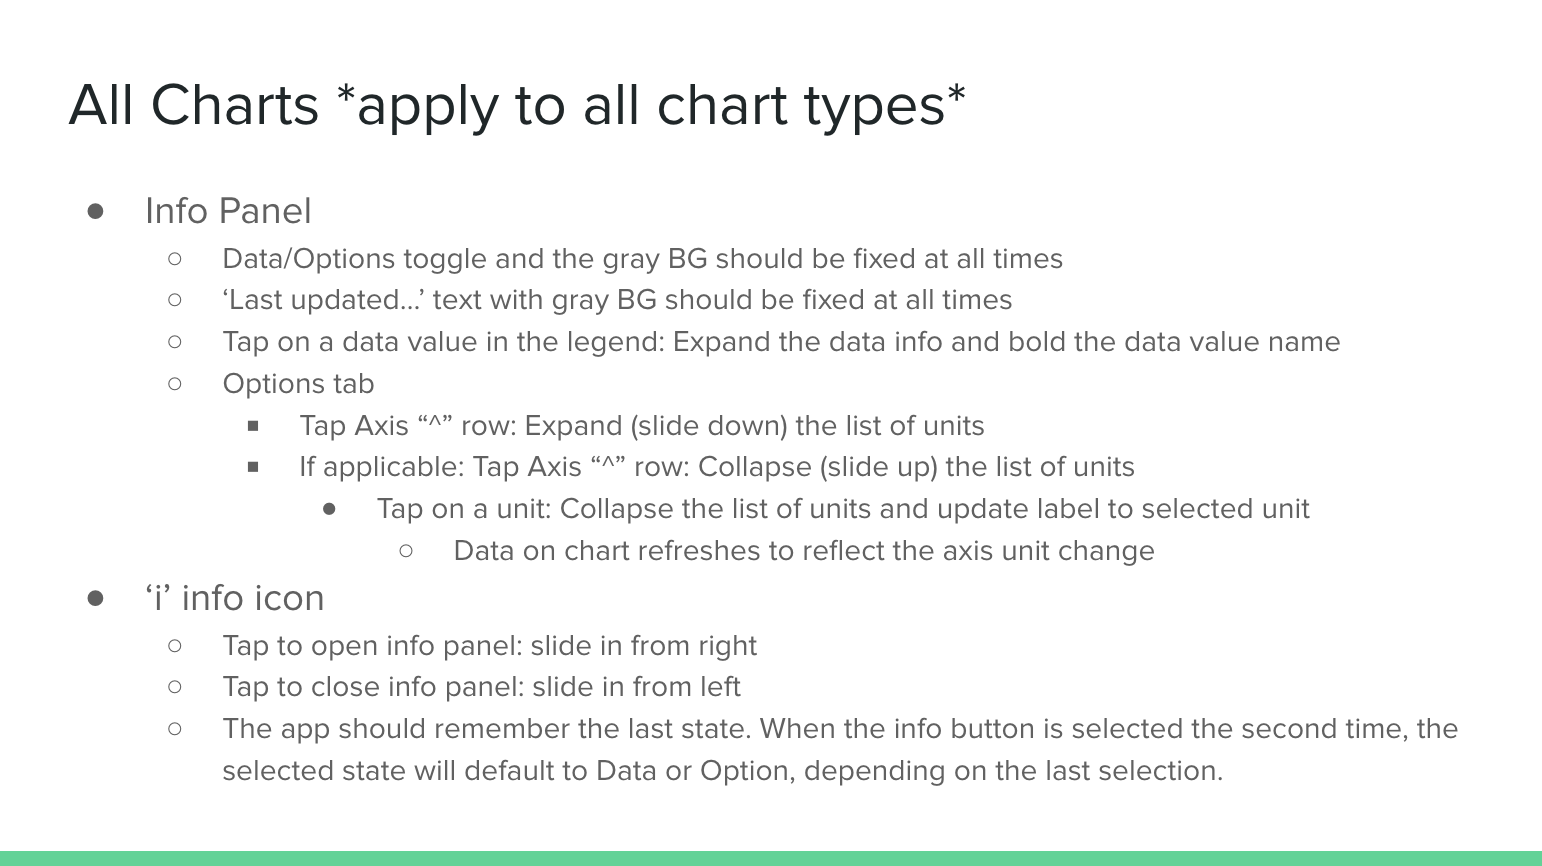 All Charts *apply to all chart types*
● Info Panel
○ Data/Options toggle and the gray BG should be fixed at all times
○ ‘Last updated...’ text with gray BG should be fixed at all times
○ Tap on a data value in the legend: Expand the data info and bold the data value name
○ Options tab
■ Tap Axis “^” row: Expand (slide down) the list of units
■ If applicable: Tap Axis “^” row: Collapse (slide up) the list of units
● Tap on a unit: Collapse the list of units and update label to selected unit
○ Data on chart refreshes to reflect the axis unit change
● ‘i’ info icon
○ Tap to open info panel: slide in from right
○ Tap to close info panel: slide in from left
○ The app should remember the last state. When the info button is selected the second time, the
selected state will default to Data or Option, depending on the last selection.